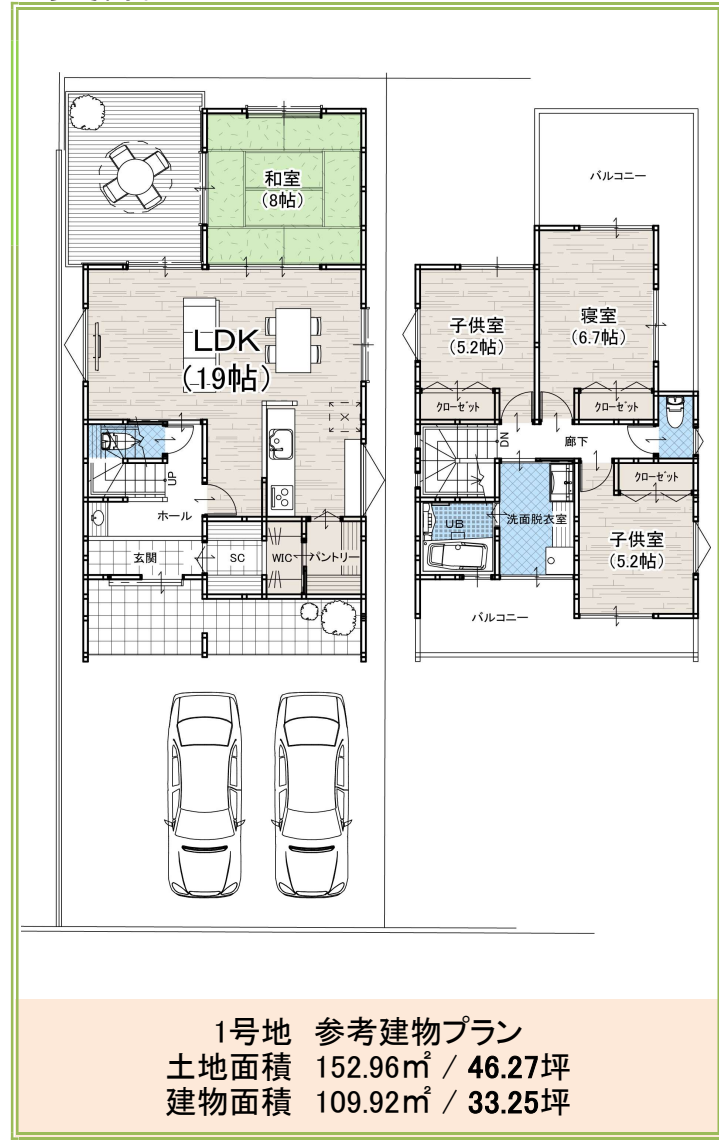 和室
(8帖)
LDK
(19帖)
UP
ホール
玄関
SC
WIC
パントリー
バルコニー
子供室
(5.2帖)
寝室
(6.7帖)
クローゼット
クローゼット
DN
廊下
クローゼット
UB
洗面脱衣室
子供室
(5.2帖)
バルコニー
1号地 参考建物プラン
土地面積 152.96㎡ / 46.27坪
建物面積 109.92㎡ / 33.25坪